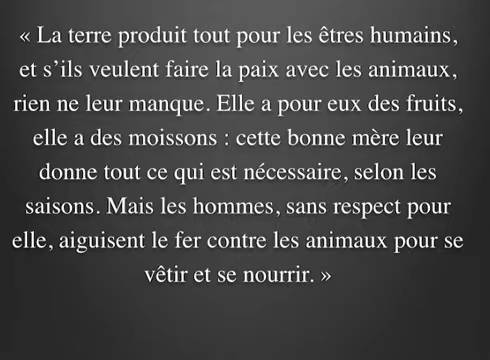 « La terre produit tout pour les êtres humains,
et s’ils veulent faire la paix avec les animaux,
rien ne leur manque. Elle a pour eux des fruits,
elle a des moissons : cette bonne mère leur
donne tout ce qui est nécessaire, selon les
saisons. Mais les hommes, sans respect pour
elle, aiguisent le fer contre les animaux pour se
vêtir et se nourrir. »